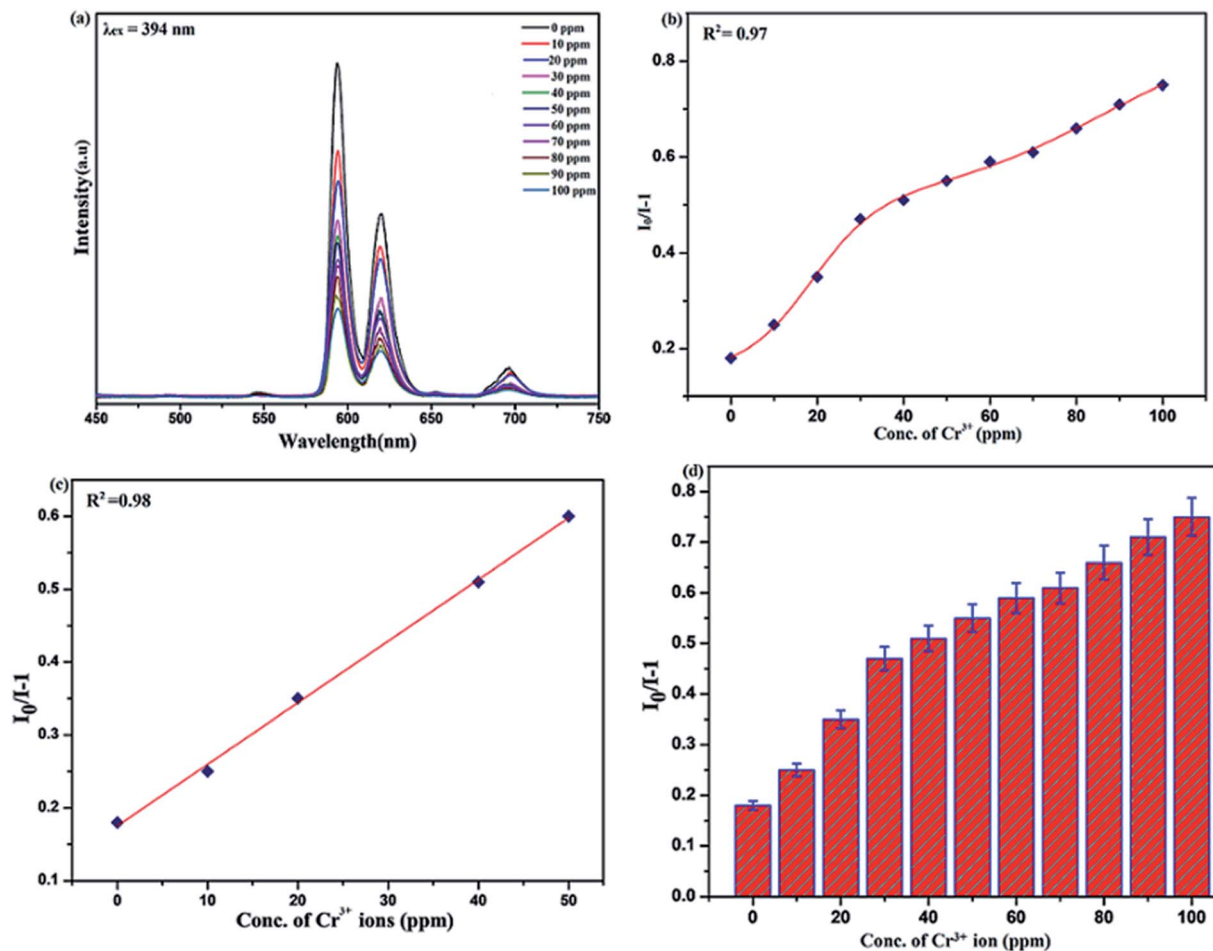 (a)
λex = 394 nm
0 ppm
10 ppm
20 ppm
30 ppm
40 ppm
50 ppm
60 ppm
70 ppm
80 ppm
90 ppm
100 ppm
Intensity(a.u)
450 500 550 600 650 700 750
Wavelength(nm)
(b)
R²= 0.97
0.8
0.6
0.4
0.2
I₀/I-1
0 20 40 60 80 100
Conc. of Cr³⁺ (ppm)
(c)
R² =0.98
0.6
0.5
0.4
0.3
0.2
0.1
I₀/I-1
0 10 20 30 40 50
Conc. of Cr³⁺ ions (ppm)
(d)
0.8
0.7
0.6
0.5
0.4
0.3
0.2
0.1
0.0
I₀/I-1
0 20 40 60 80 100
Conc. of Cr³⁺ ion (ppm)